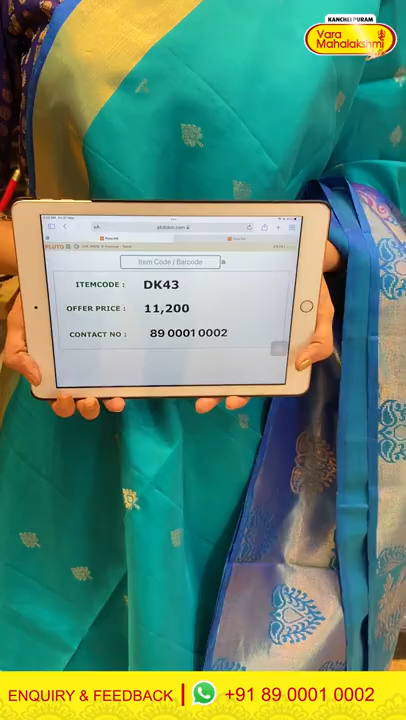 KANCHEEPURAM
Vara
Mahalakshmi
Item Code / Barcode
ITEMCODE : DK43
OFFER PRICE : 11,200
CONTACT NO : 89 0001 0002
ENQUIRY & FEEDBACK | +91 89 0001 0002